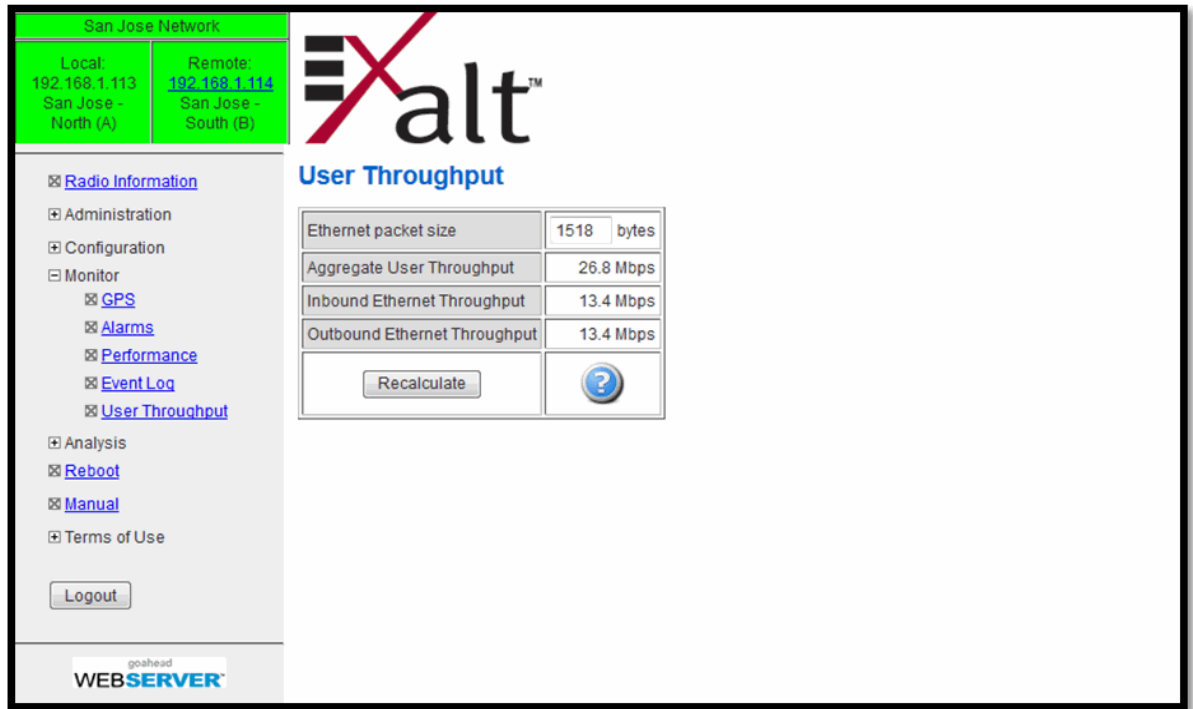 San Jose Network
Local:
192.168.1.113
San Jose -
North (A)
Remote:
192.168.1.114
San Jose -
South (B)
Exalt™
Radio Information
Administration
Configuration
Monitor
GPS
Alarms
Performance
Event Log
User Throughput
Analysis
Reboot
Manual
Terms of Use
Logout
goahead
WEBSERVER™
User Throughput
Ethernet packet size 1518 bytes
Aggregate User Throughput 26.8 Mbps
Inbound Ethernet Throughput 13.4 Mbps
Outbound Ethernet Throughput 13.4 Mbps
Recalculate ?